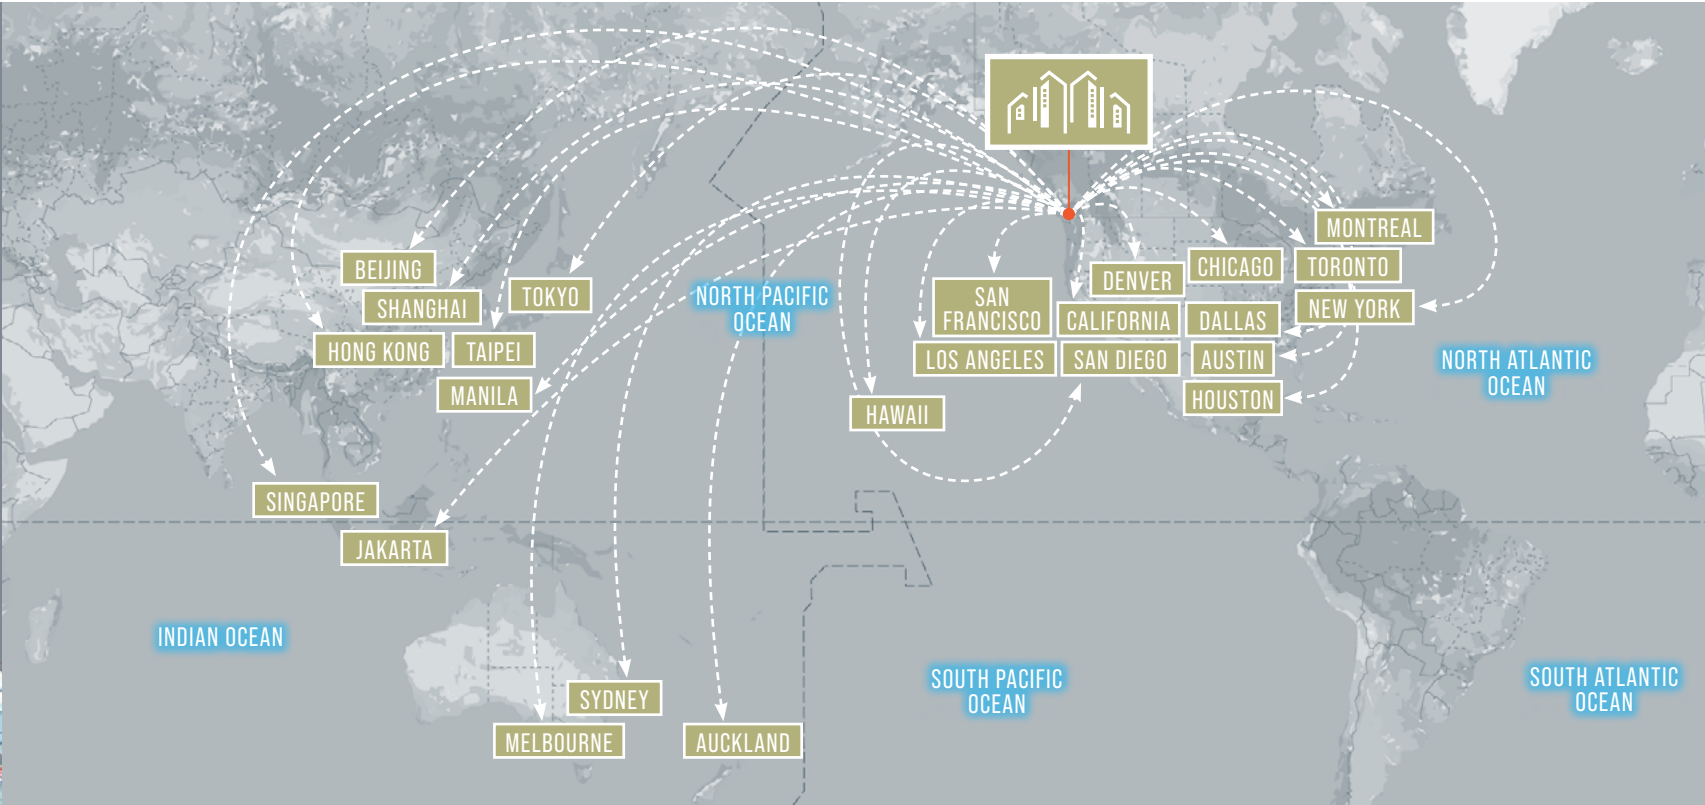 MONTREAL
BEIJING
TOKYO
DENVER
CHICAGO
TORONTO
SHANGHAI
NORTH PACIFIC
OCEAN
SAN
FRANCISCO
CALIFORNIA
DALLAS
NEW YORK
HONG KONG
TAIPEI
LOS ANGELES
SAN DIEGO
AUSTIN
NORTH ATLANTIC
OCEAN
MANILA
HAWAII
HOUSTON
SINGAPORE
JAKARTA
INDIAN OCEAN
SOUTH PACIFIC
OCEAN
SOUTH ATLANTIC
OCEAN
SYDNEY
MELBOURNE
AUCKLAND